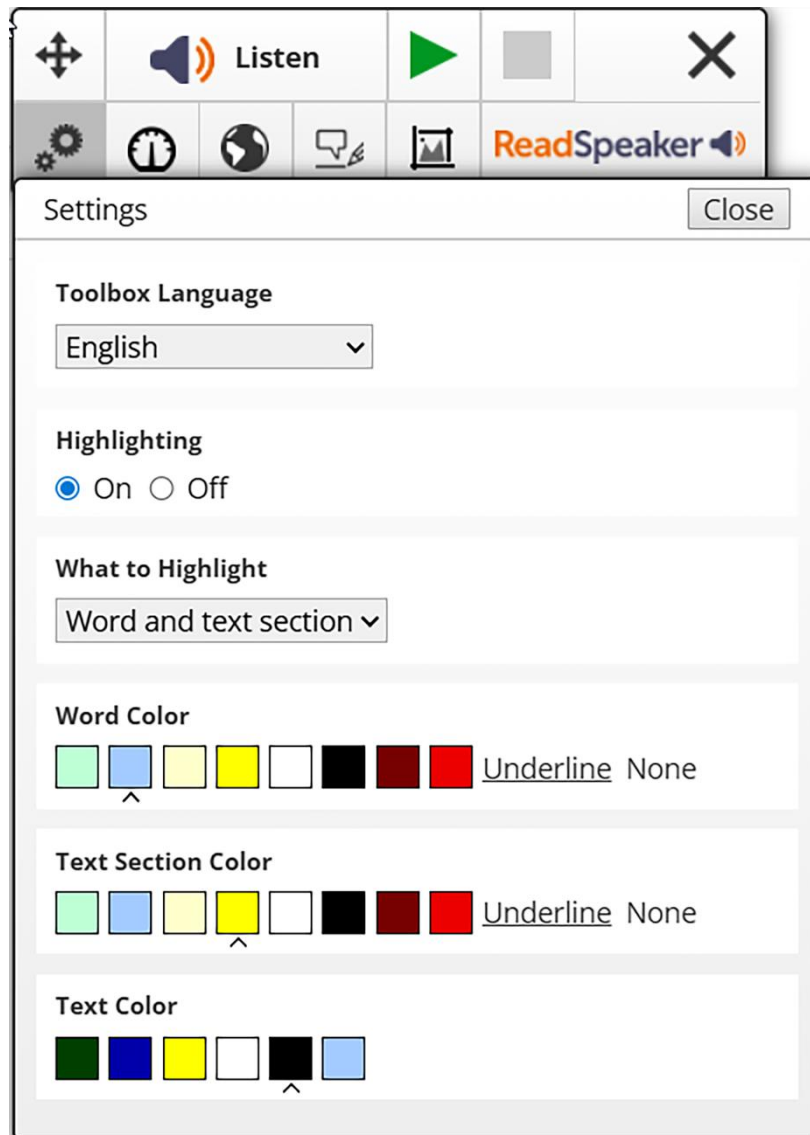 Listen
ReadSpeaker
Settings
Close
Toolbox Language
English
Highlighting
On Off
What to Highlight
Word and text section
Word Color
Underline None
Text Section Color
Underline None
Text Color